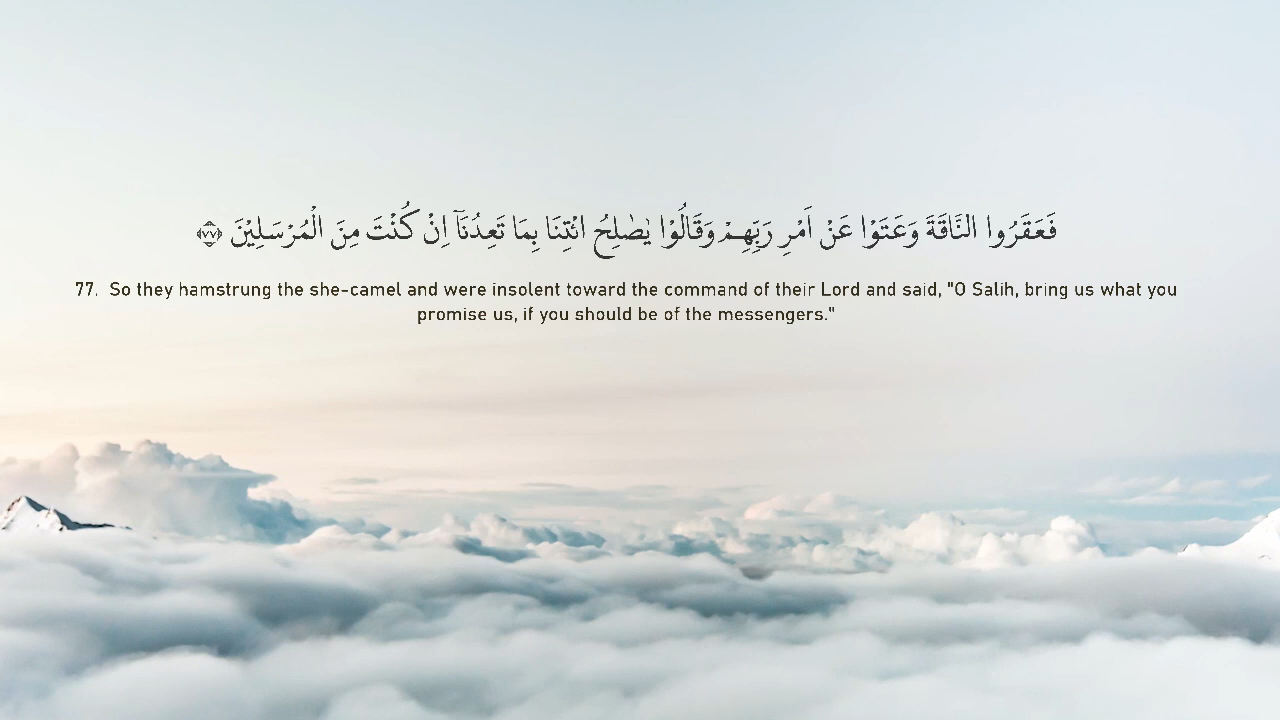 فَعَقَرُوا النَّاقَةَ وَعَتَوْا عَنْ اَمْرِ رَبِّهِمْ وَقَالُوْا يٰصٰلِحُ ائْتِنَا بِمَا تَعِدُنَآ اِنْ كُنْتَ مِنَ الْمُرْسَلِيْنَ ﴿٧٧﴾
77. So they hamstrung the she-camel and were insolent toward the command of their Lord and said, "O Salih, bring us what you
promise us, if you should be of the messengers."